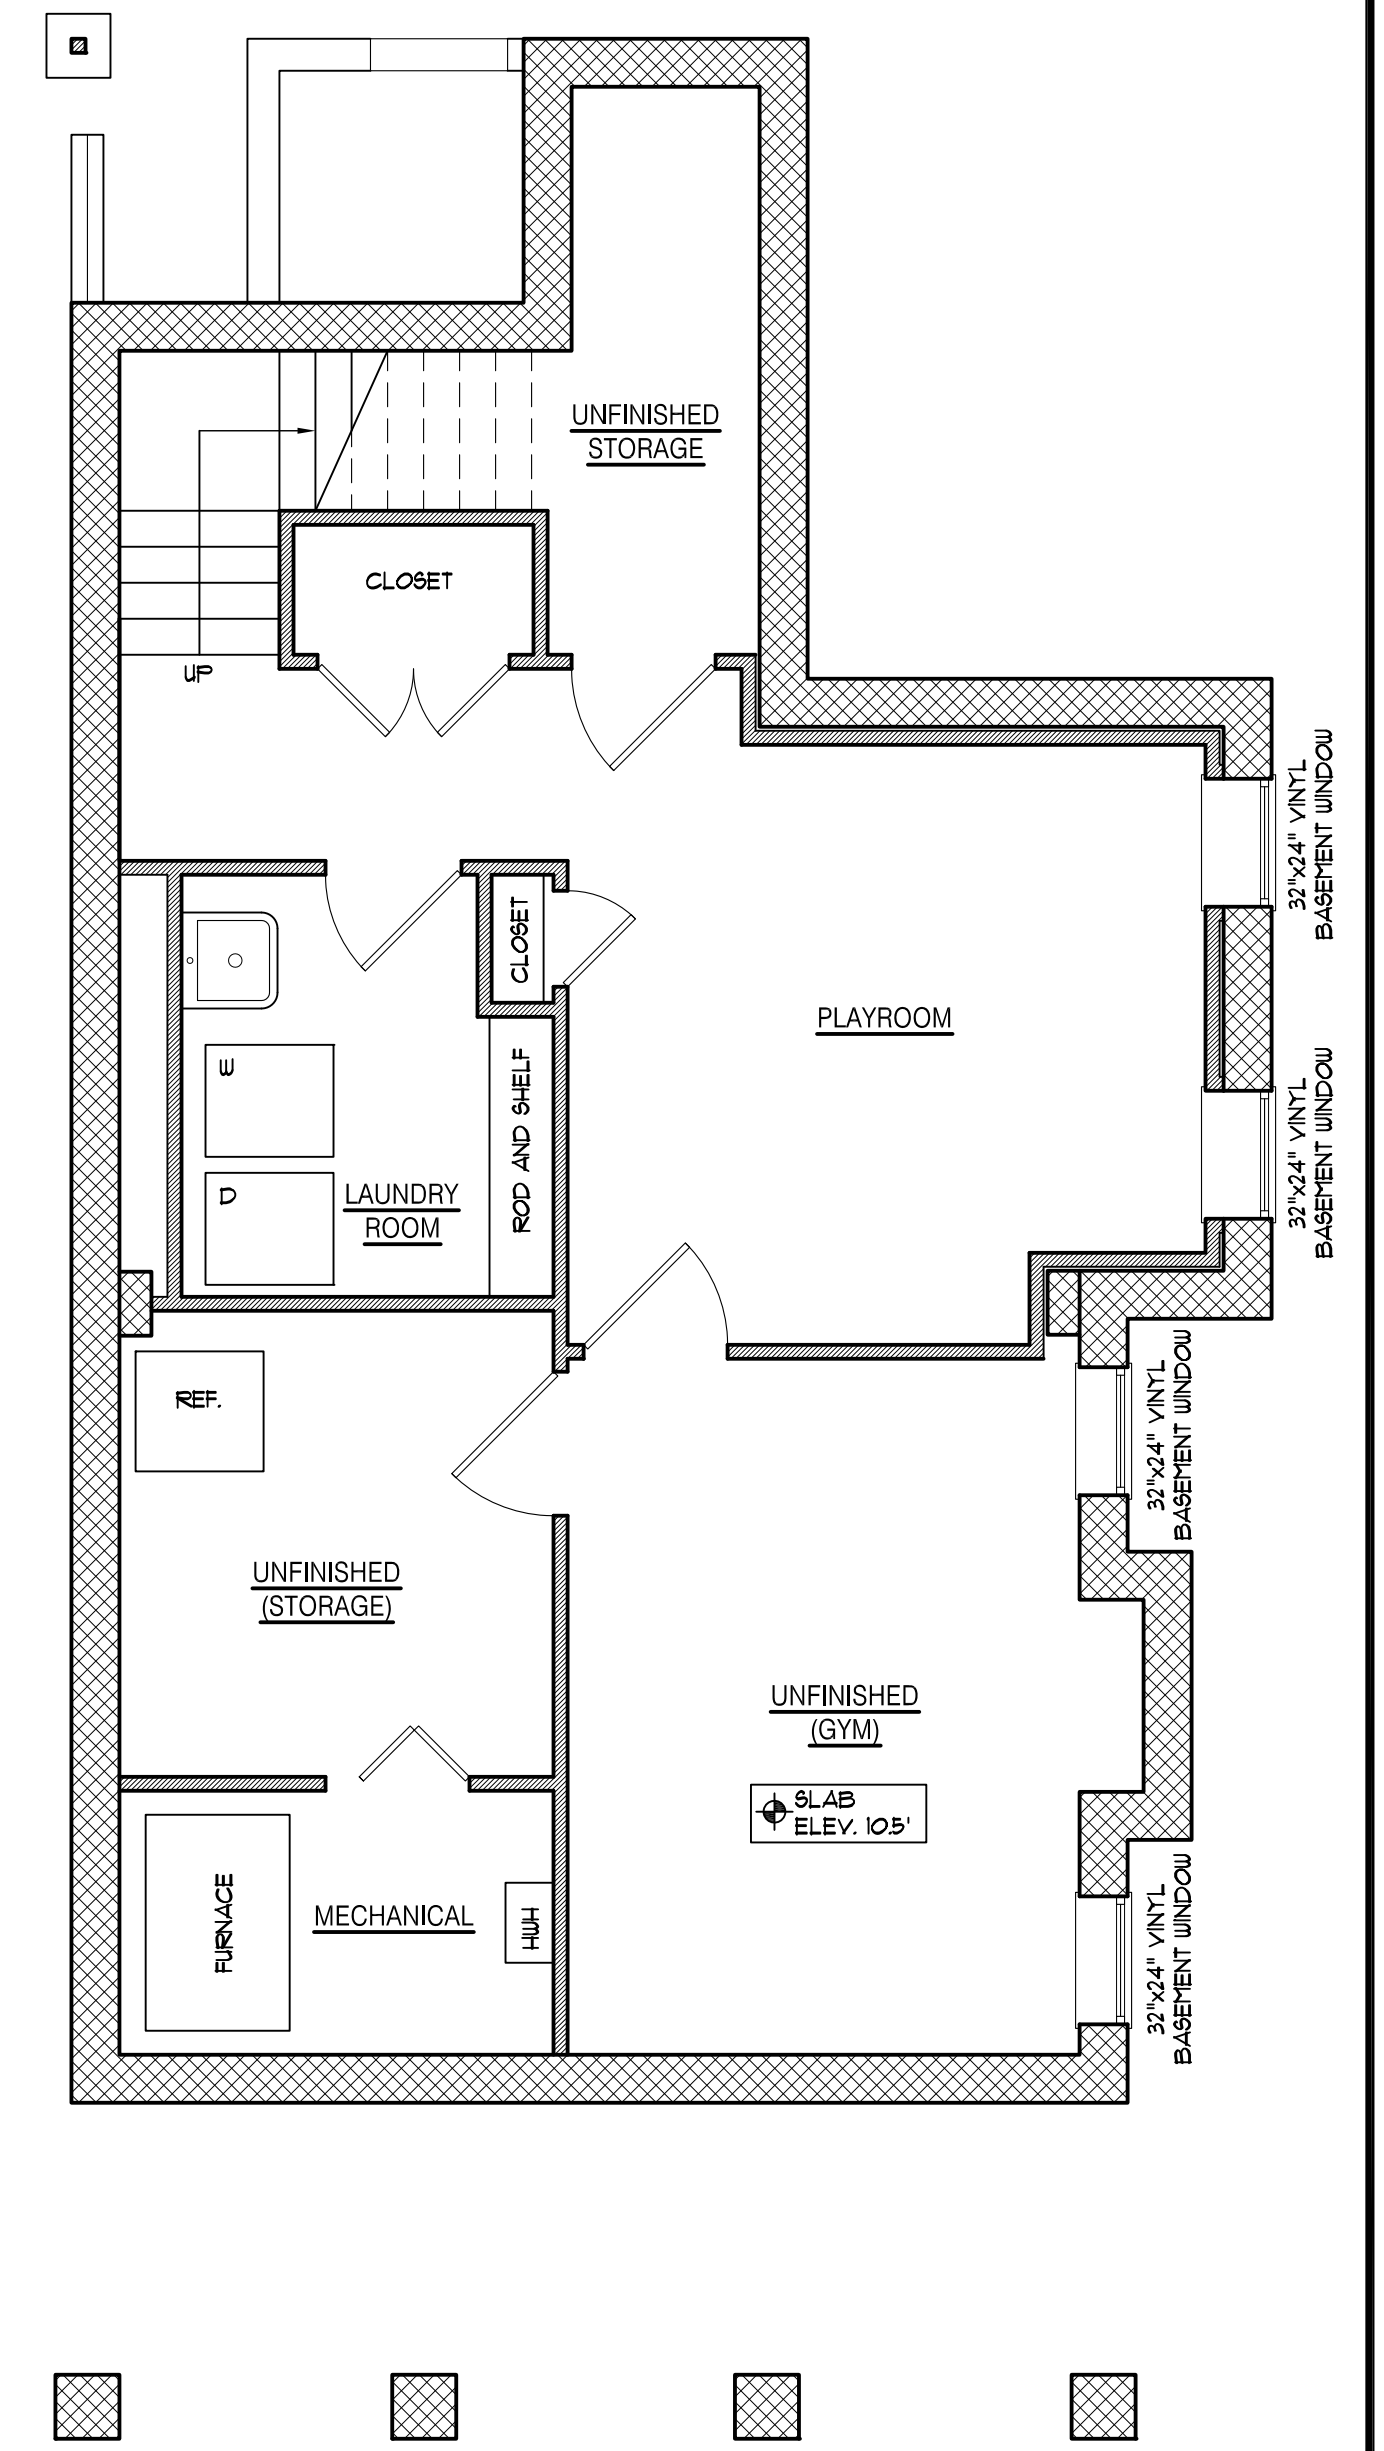 UNFINISHED
STORAGE
CLOSET
UP
32"x24" VINYL
BASEMENT WINDOW
CLOSET
PLAYROOM
W
ROD AND SHELF
32"x24" VINYL
BASEMENT WINDOW
D
LAUNDRY
ROOM
REF.
32"x24" VINYL
BASEMENT WINDOW
UNFINISHED
(STORAGE)
UNFINISHED
(GYM)
SLAB
ELEV. 10.5'
FURNACE
MECHANICAL
HWH
32"x24" VINYL
BASEMENT WINDOW